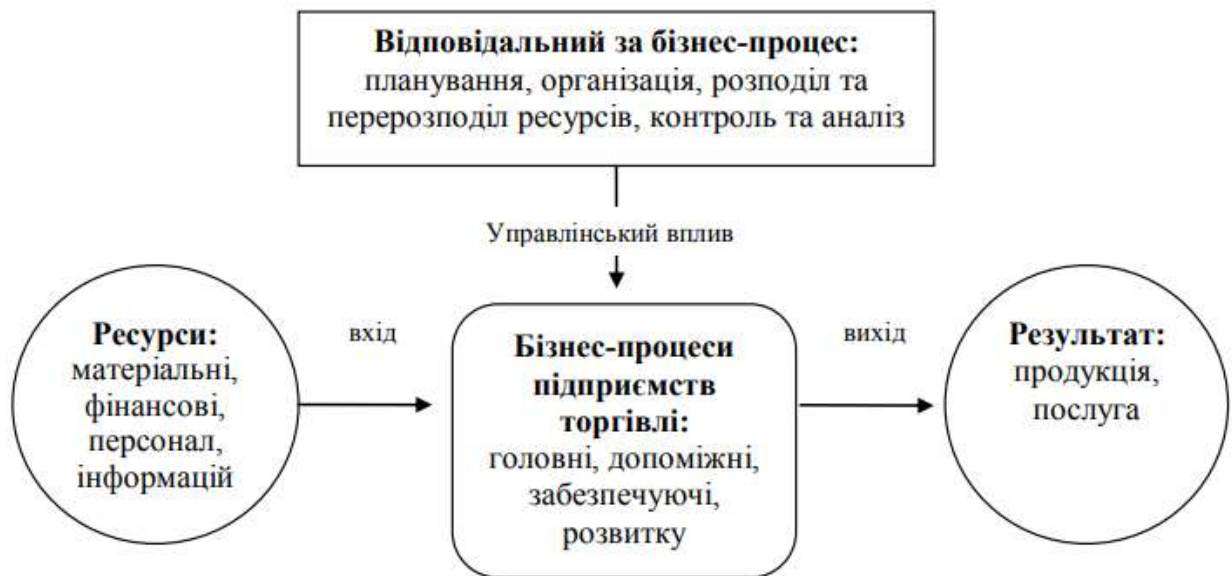 Відповідальний за бізнес-процес:
планування, організація, розподіл та
перерозподіл ресурсів, контроль та аналіз
Управлінський вплив
Ресурси:
матеріальні,
фінансові,
персонал,
інформацій
вхід
Бізнес-процеси
підприємств
торгівлі:
головні, допоміжні,
забезпечуючі,
розвитку
вихід
Результат:
продукція,
послуга